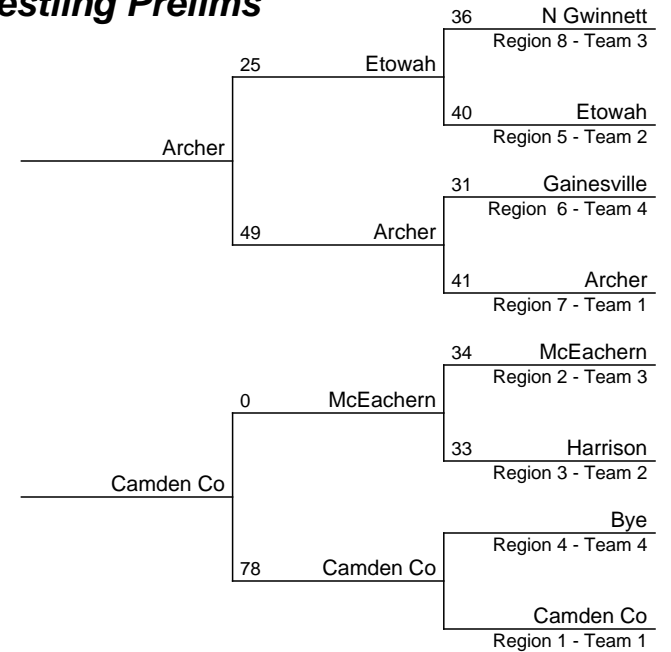 Prelims
36 N Gwinnett
Region 8 - Team 3
25 Etowah
40 Etowah
Region 5 - Team 2
Archer
31 Gainesville
Region 6 - Team 4
49 Archer
41 Archer
Region 7 - Team 1
34 McEachern
Region 2 - Team 3
0 McEachern
33 Harrison
Region 3 - Team 2
Camden Co
Bye
Region 4 - Team 4
78 Camden Co
Camden Co
Region 1 - Team 1